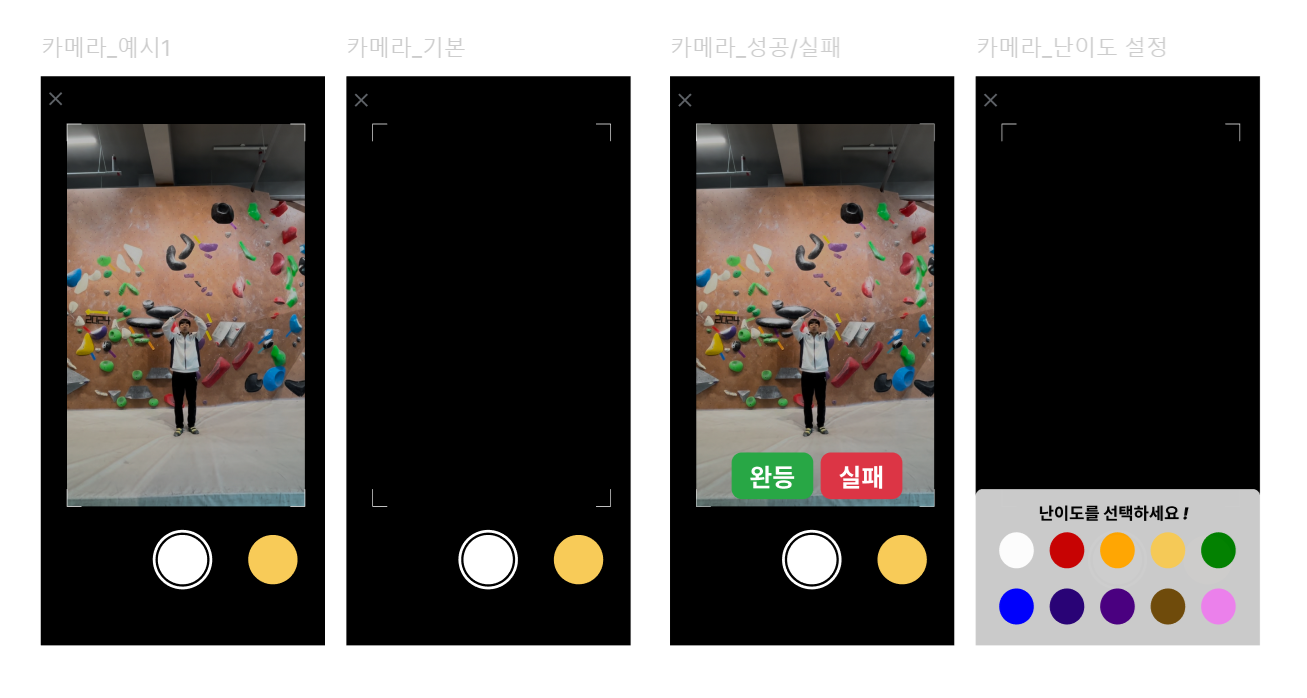 카메라_예시1
카메라_기본
카메라_성공/실패
카메라_난이도 설정
2024
2024
완등
실패
난이도를 선택하세요 !